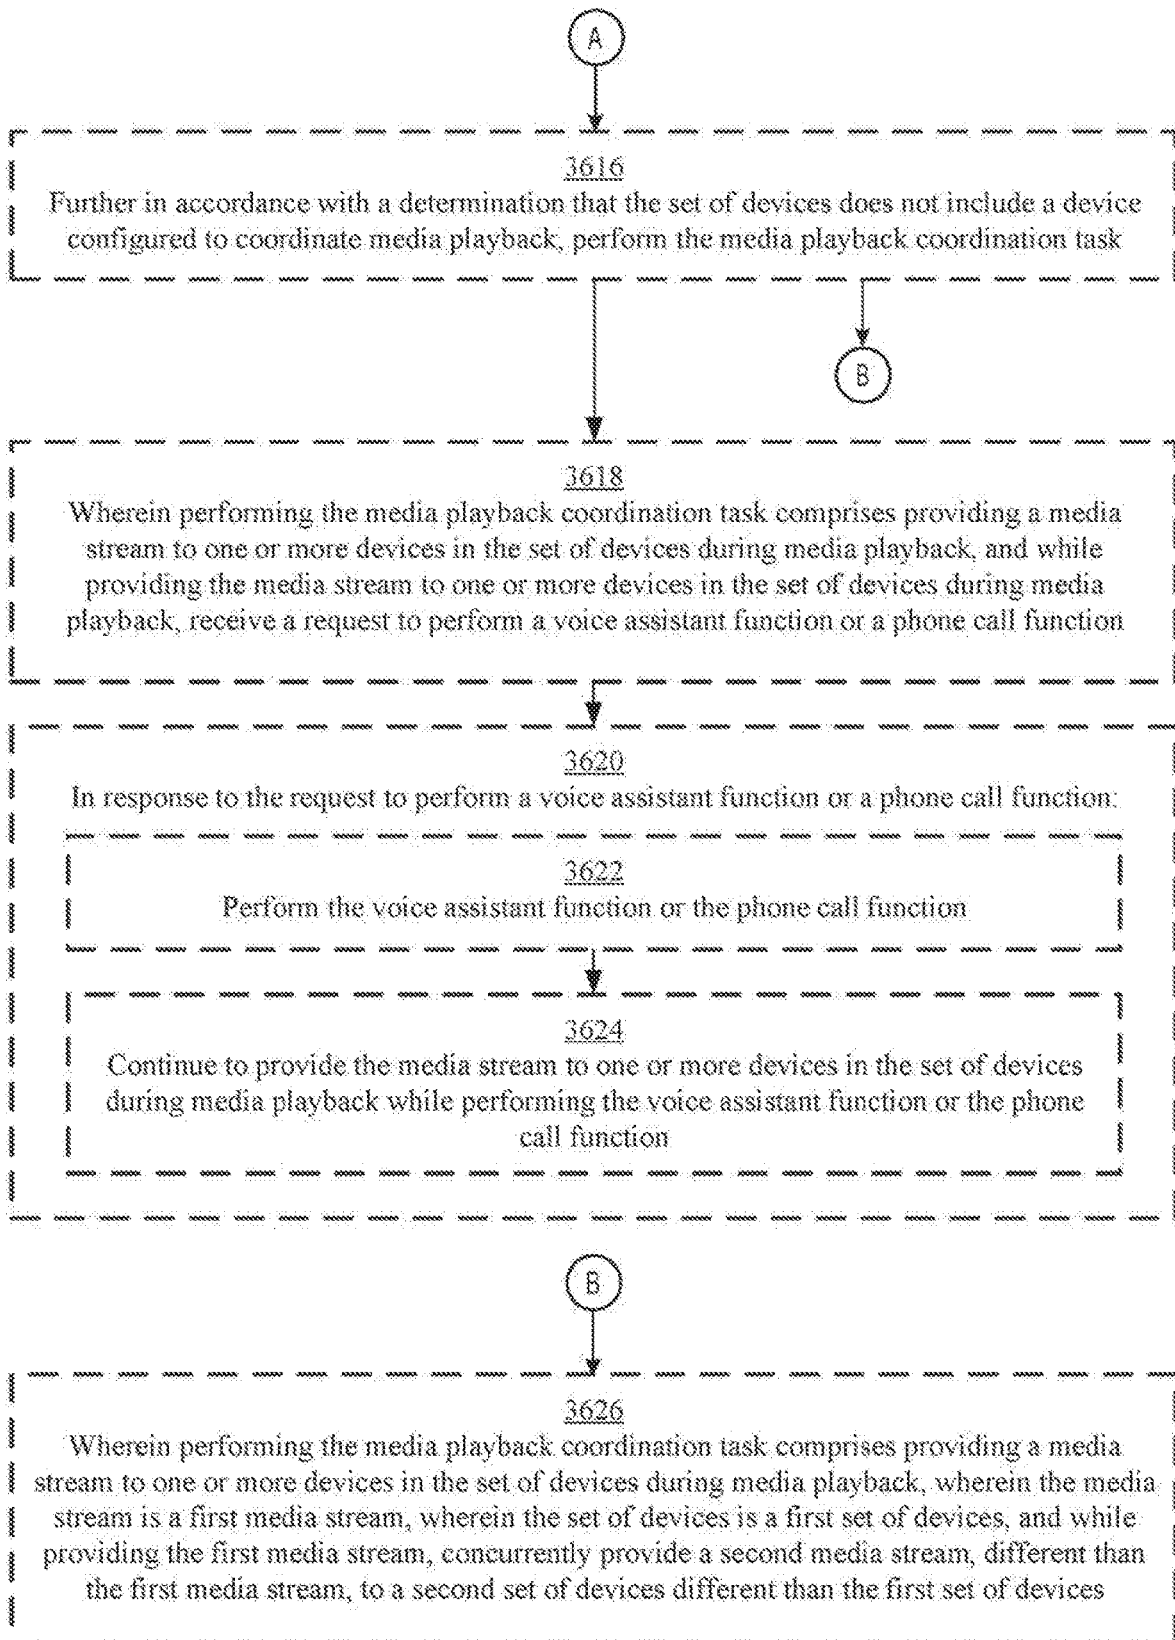 A
3616
Further in accordance with a determination that the set of devices does not include a device
configured to coordinate media playback, perform the media playback coordination task
B
3618
Wherein performing the media playback coordination task comprises providing a media
stream to one or more devices in the set of devices during media playback, and while
providing the media stream to one or more devices in the set of devices during media
playback, receive a request to perform a voice assistant function or a phone call function
3620
In response to the request to perform a voice assistant function or a phone call function:
3622
Perform the voice assistant function or the phone call function
3624
Continue to provide the media stream to one or more devices in the set of devices
during media playback while performing the voice assistant function or the phone
call function
B
3626
Wherein performing the media playback coordination task comprises providing a media
stream to one or more devices in the set of devices during media playback, wherein the media
stream is a first media stream, wherein the set of devices is a first set of devices, and while
providing the first media stream, concurrently provide a second media stream, different than
the first media stream, to a second set of devices different than the first set of devices